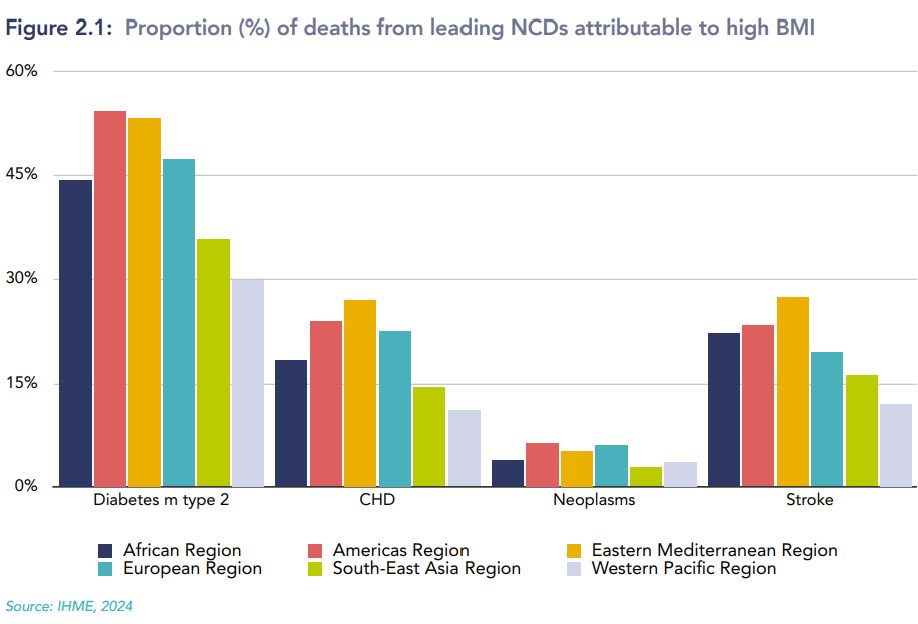 Figure 2.1: Proportion (%) of deaths from leading NCDs attributable to high BMI
60%
45%
30%
15%
0%
Diabetes m type 2 CHD Neoplasms Stroke
African Region Americas Region Eastern Mediterranean Region
European Region South-East Asia Region Western Pacific Region
Source: IHME, 2024